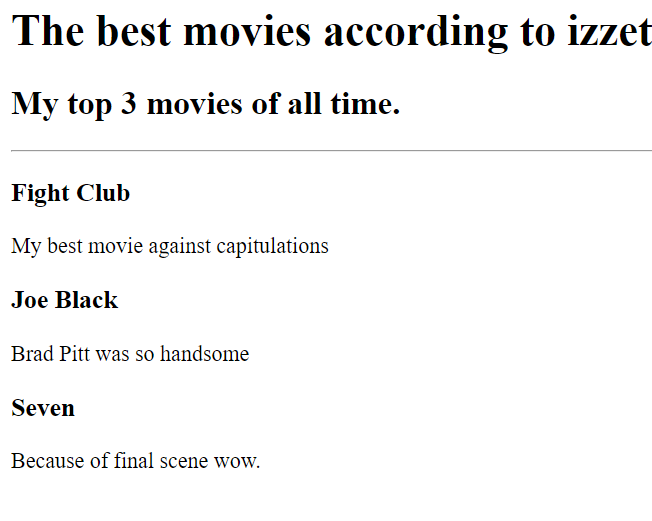 The best movies according to izzet
My top 3 movies of all time.
Fight Club
My best movie against capitulations
Joe Black
Brad Pitt was so handsome
Seven
Because of final scene wow.